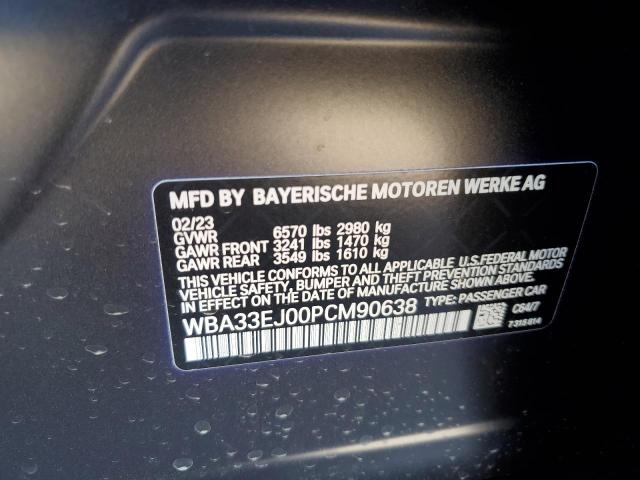 MFD BY BAYERISCHE MOTOREN WERKE AG
02/23
GVWR 6570 lbs 2980 kg
GAWR FRONT 3241 lbs 1470 kg
GAWR REAR 3549 lbs 1610 kg
THIS VEHICLE CONFORMS TO ALL APPLICABLE U.S.FEDERAL MOTOR
VEHICLE SAFETY, BUMPER, AND THEFT PREVENTION STANDARDS
IN EFFECT ON THE DATE OF MANUFACTURE SHOWN ABOVE.
WBA33EJ00PCM90638 TYPE: PASSENGER CAR
C64/7
7315814